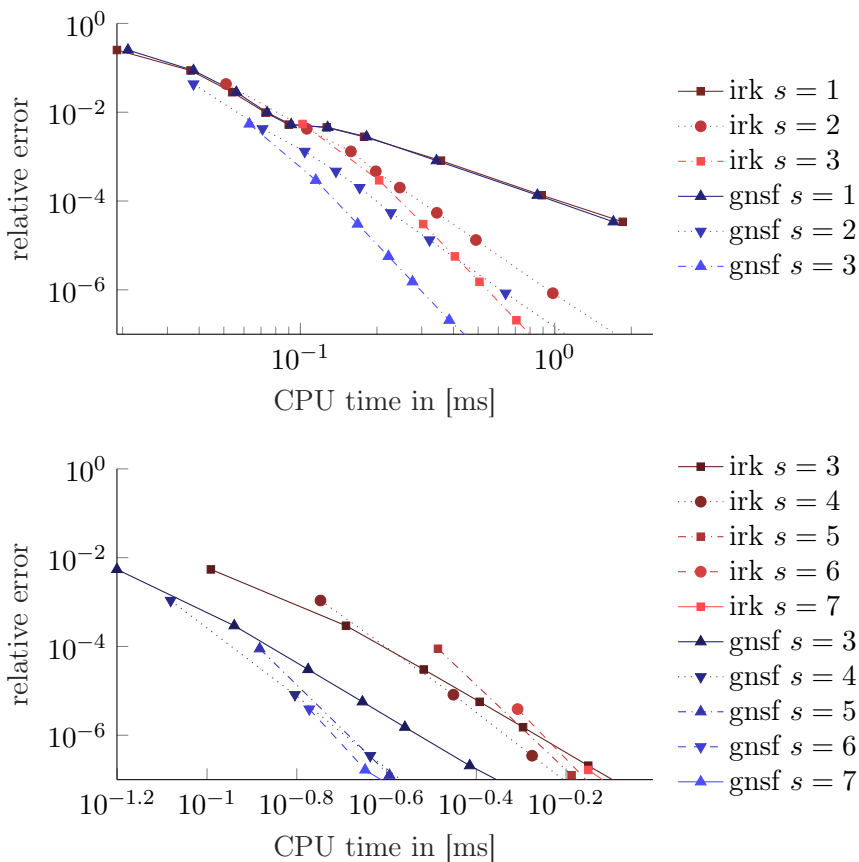 10^0
10^{-2}
10^{-4}
10^{-6}
relative error
10^{-1}
10^0
CPU time in [ms]
irk s = 1
irk s = 2
irk s = 3
gnsf s = 1
gnsf s = 2
gnsf s = 3
10^0
10^{-2}
10^{-4}
10^{-6}
relative error
10^{-1.2}
10^{-1}
10^{-0.8}
10^{-0.6}
10^{-0.4}
10^{-0.2}
CPU time in [ms]
irk s = 3
irk s = 4
irk s = 5
irk s = 6
irk s = 7
gnsf s = 3
gnsf s = 4
gnsf s = 5
gnsf s = 6
gnsf s = 7